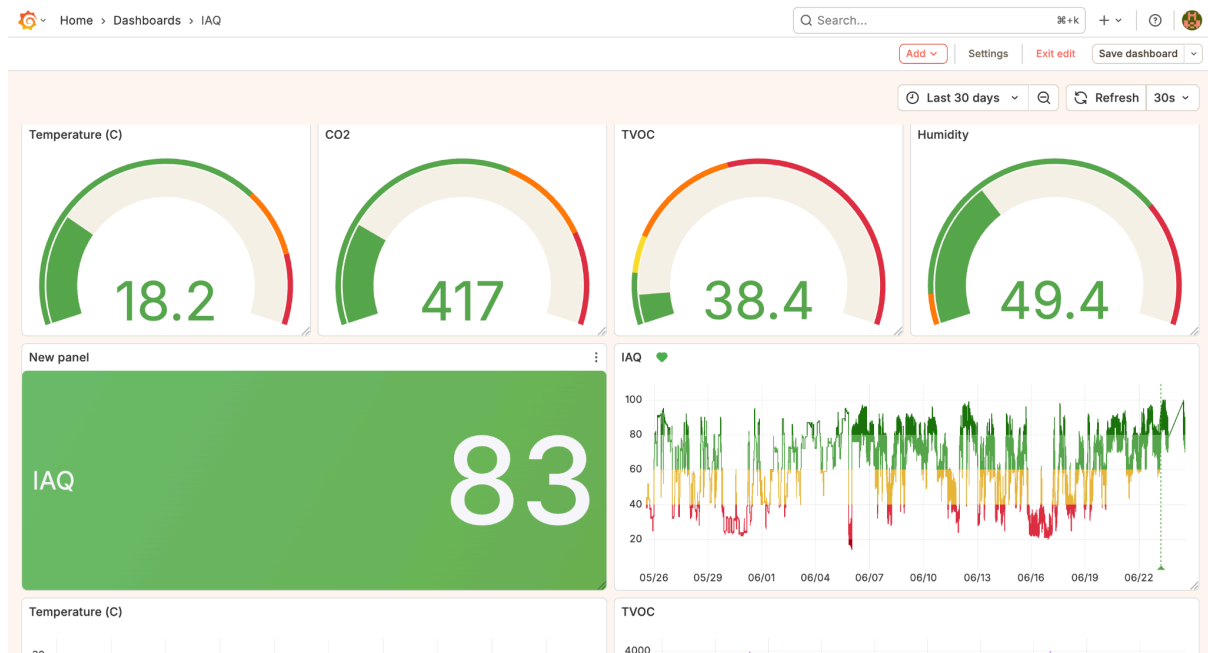 Home › Dashboards › IAQ
Search... ⌘+k
Add Settings Exit edit Save dashboard
Last 30 days Refresh 30s
Temperature (C) CO2 TVOC Humidity
18.2 417 38.4 49.4
New panel IAQ
100
80
60
40
20
IAQ 83
05/26 05/29 06/01 06/04 06/07 06/10 06/13 06/16 06/19 06/22
Temperature (C) TVOC
4000